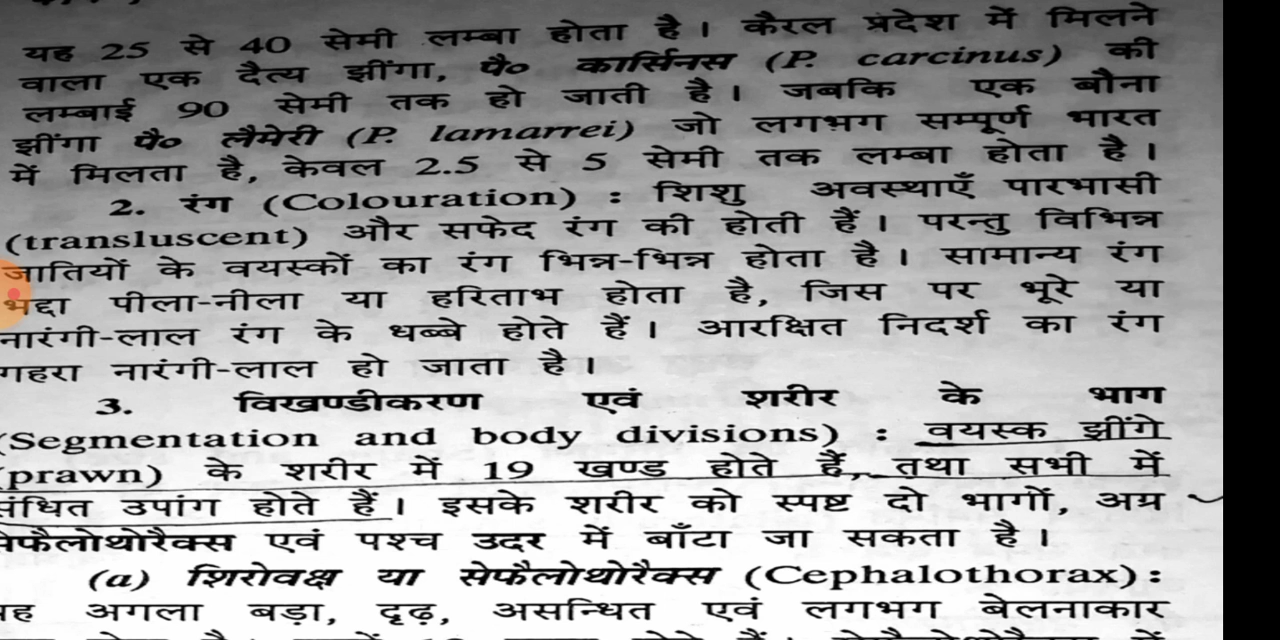 यह 25 से 40 सेमी लम्बा होता है। कैरल प्रदेश में मिलने
वाला एक दैत्य झींगा, पै० कार्सिनस (P. carcinus) की
लम्बाई 90 सेमी तक हो जाती है। जबकि एक बौना
झींगा पै० लैमेरी (P. lamarrei) जो लगभग सम्पूर्ण भारत
में मिलता है, केवल 2.5 से 5 सेमी तक लम्बा होता है।
2. रंग (Colouration) : शिशु अवस्थाएँ पारभासी
(transluscent) और सफेद रंग की होती हैं। परन्तु विभिन्न
जातियों के वयस्कों का रंग भिन्न-भिन्न होता है। सामान्य रंग
भद्दा पीला-नीला या हरिताभ होता है, जिस पर भूरे या
नारंगी-लाल रंग के धब्बे होते हैं। आरक्षित निदर्श का रंग
गहरा नारंगी-लाल हो जाता है।
3. विखण्डीकरण एवं शरीर के भाग
(Segmentation and body divisions) : वयस्क झींगे
(prawn) के शरीर में 19 खण्ड होते हैं, तथा सभी में
संधित उपांग होते हैं। इसके शरीर को स्पष्ट दो भागों, अग्र
सेफैलोथोरैक्स एवं पश्च उदर में बाँटा जा सकता है।
(a) शिरोवक्ष या सेफैलोथोरैक्स (Cephalothorax) :
यह अगला बड़ा, दृढ़, असन्धित एवं लगभग बेलनाकार